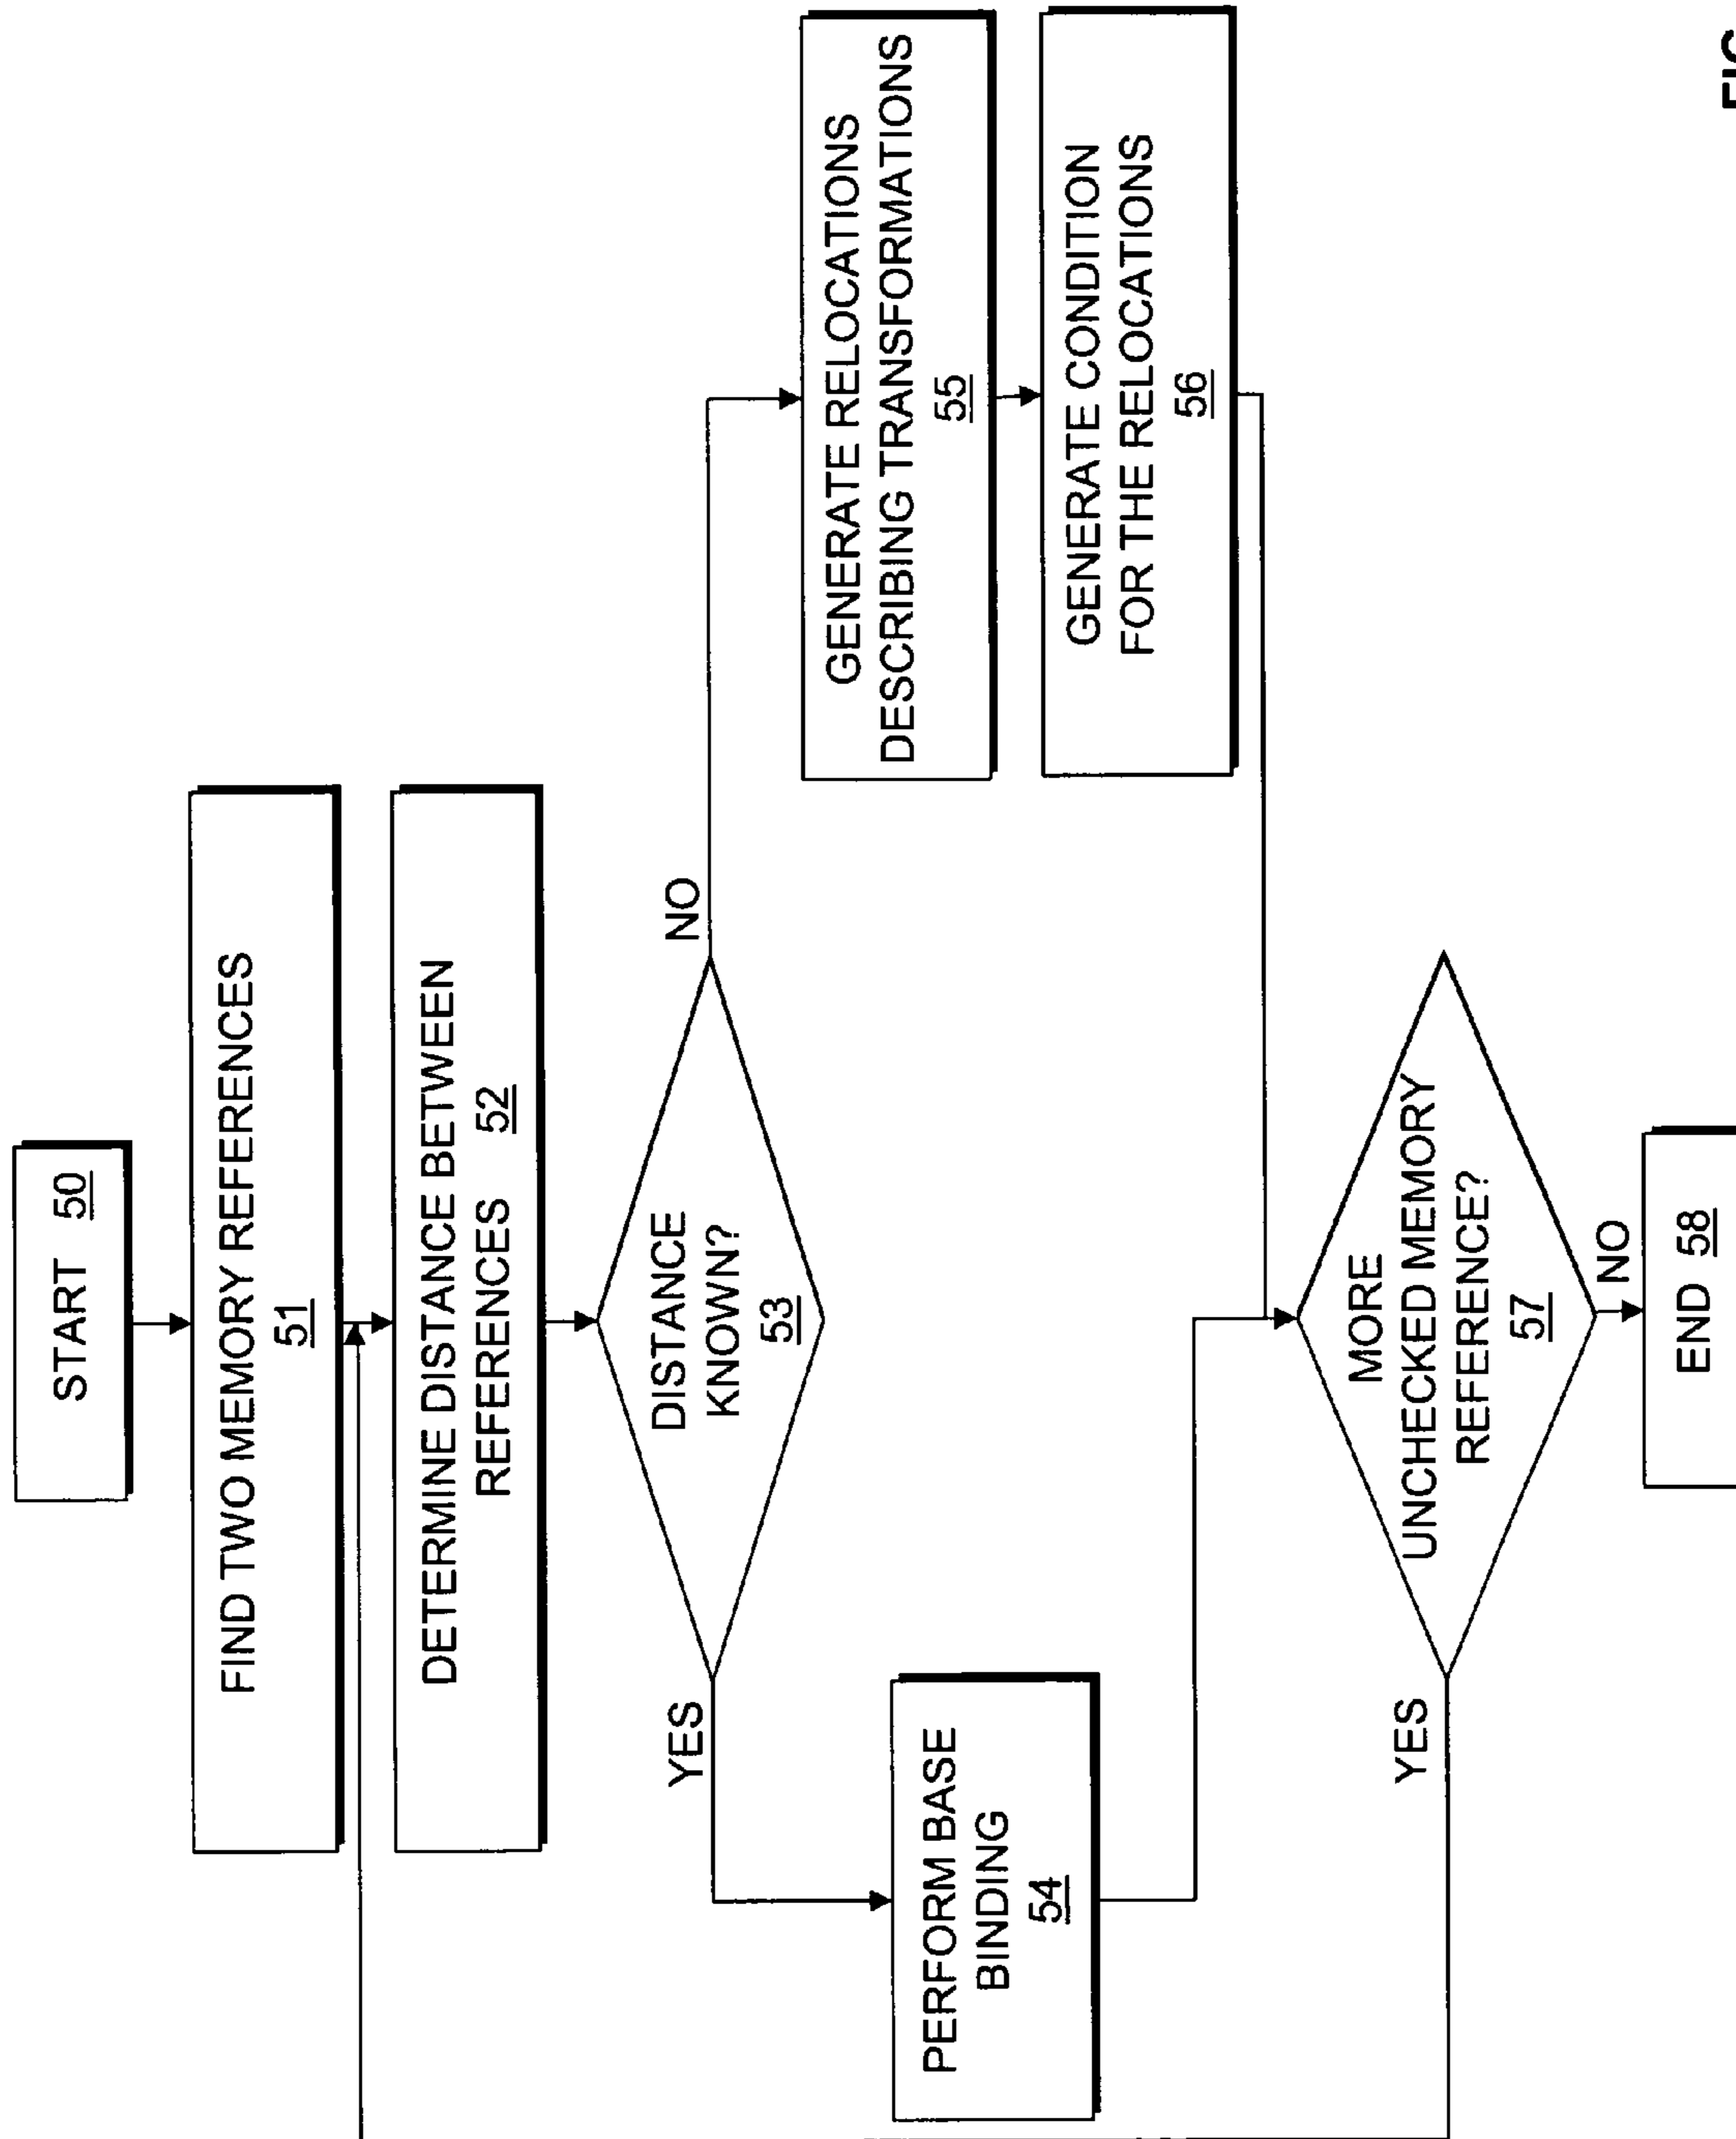 START 50
FIND TWO MEMORY REFERENCES
51
DETERMINE DISTANCE BETWEEN
REFERENCES 52
DISTANCE
KNOWN?
53
YES
NO
PERFORM BASE
BINDING
54
GENERATE RELOCATIONS
DESCRIBING TRANSFORMATIONS
55
GENERATE CONDITION
FOR THE RELOCATIONS
56
MORE
UNCHECKED MEMORY
REFERENCE?
57
YES
NO
END 58